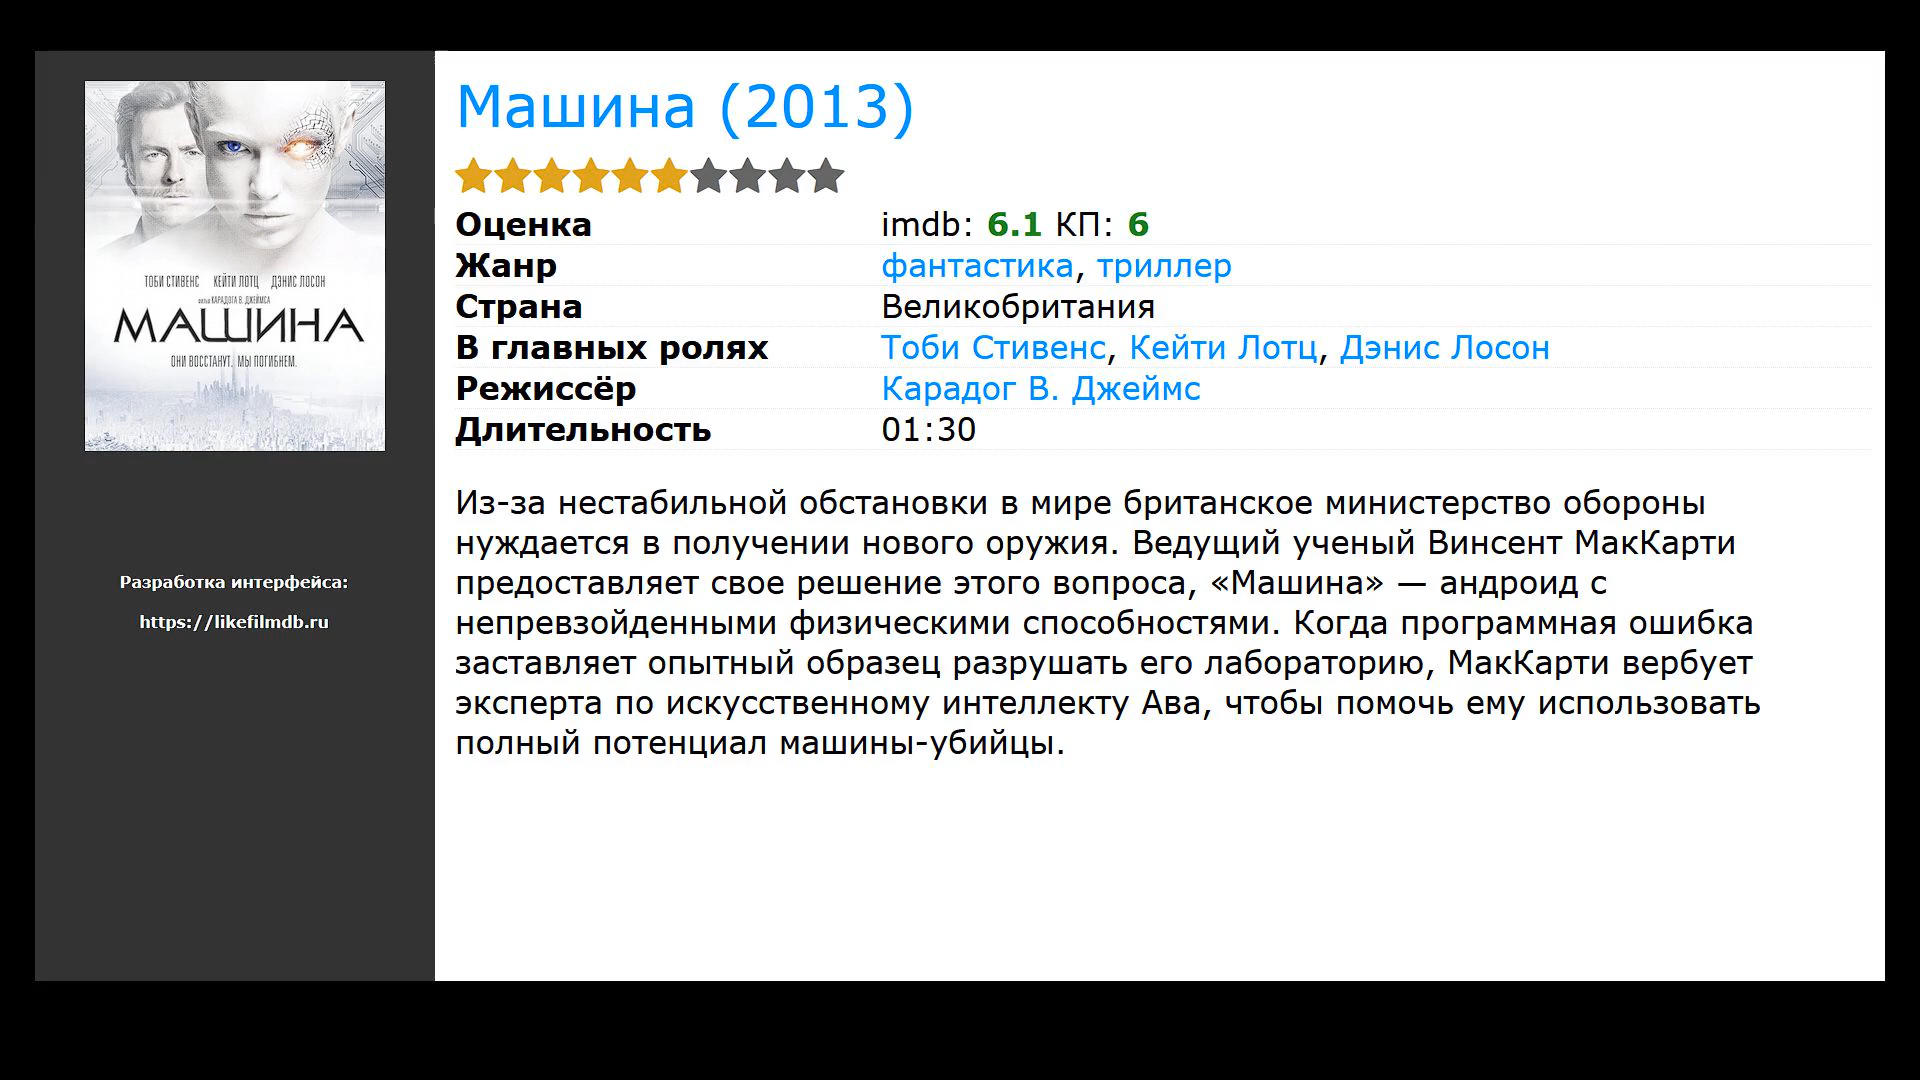 ТОБИ СТИВЕНС КЕЙТИ ЛОТЦ ДЭНИС ЛОСОН
ФИЛЬМ КАРАДОГА В. ДЖЕЙМСА
МАШИНА
ОНИ ВОССТАНУТ. МЫ ПОГИБНЕМ.
Разработка интерфейса:
https://likefilmdb.ru
Машина (2013)
Оценка imdb: 6.1 КП: 6
Жанр фантастика, триллер
Страна Великобритания
В главных ролях Тоби Стивенс, Кейти Лотц, Дэнис Лосон
Режиссёр Карадог В. Джеймс
Длительность 01:30
Из-за нестабильной обстановки в мире британское министерство обороны
нуждается в получении нового оружия. Ведущий ученый Винсент МакКарти
предоставляет свое решение этого вопроса, «Машина» — андроид с
непревзойденными физическими способностями. Когда программная ошибка
заставляет опытный образец разрушать его лабораторию, МакКарти вербует
эксперта по искусственному интеллекту Ава, чтобы помочь ему использовать
полный потенциал машины-убийцы.